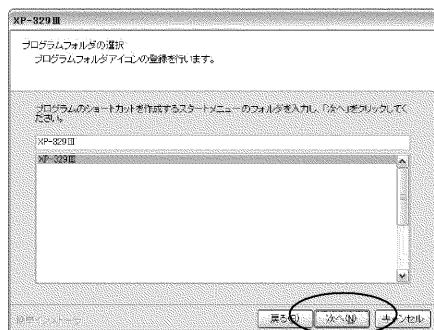 XP-329Ⅲ
プログラムフォルダの選択
プログラムフォルダアイコンの登録を行います。
プログラムのショートカットを作成するスタートメニューのフォルダを入力し、「次へ」をクリックしてく
ださい。
XP-329Ⅲ
XP-329Ⅲ
戻る(B) 次へ(N) キャンセル